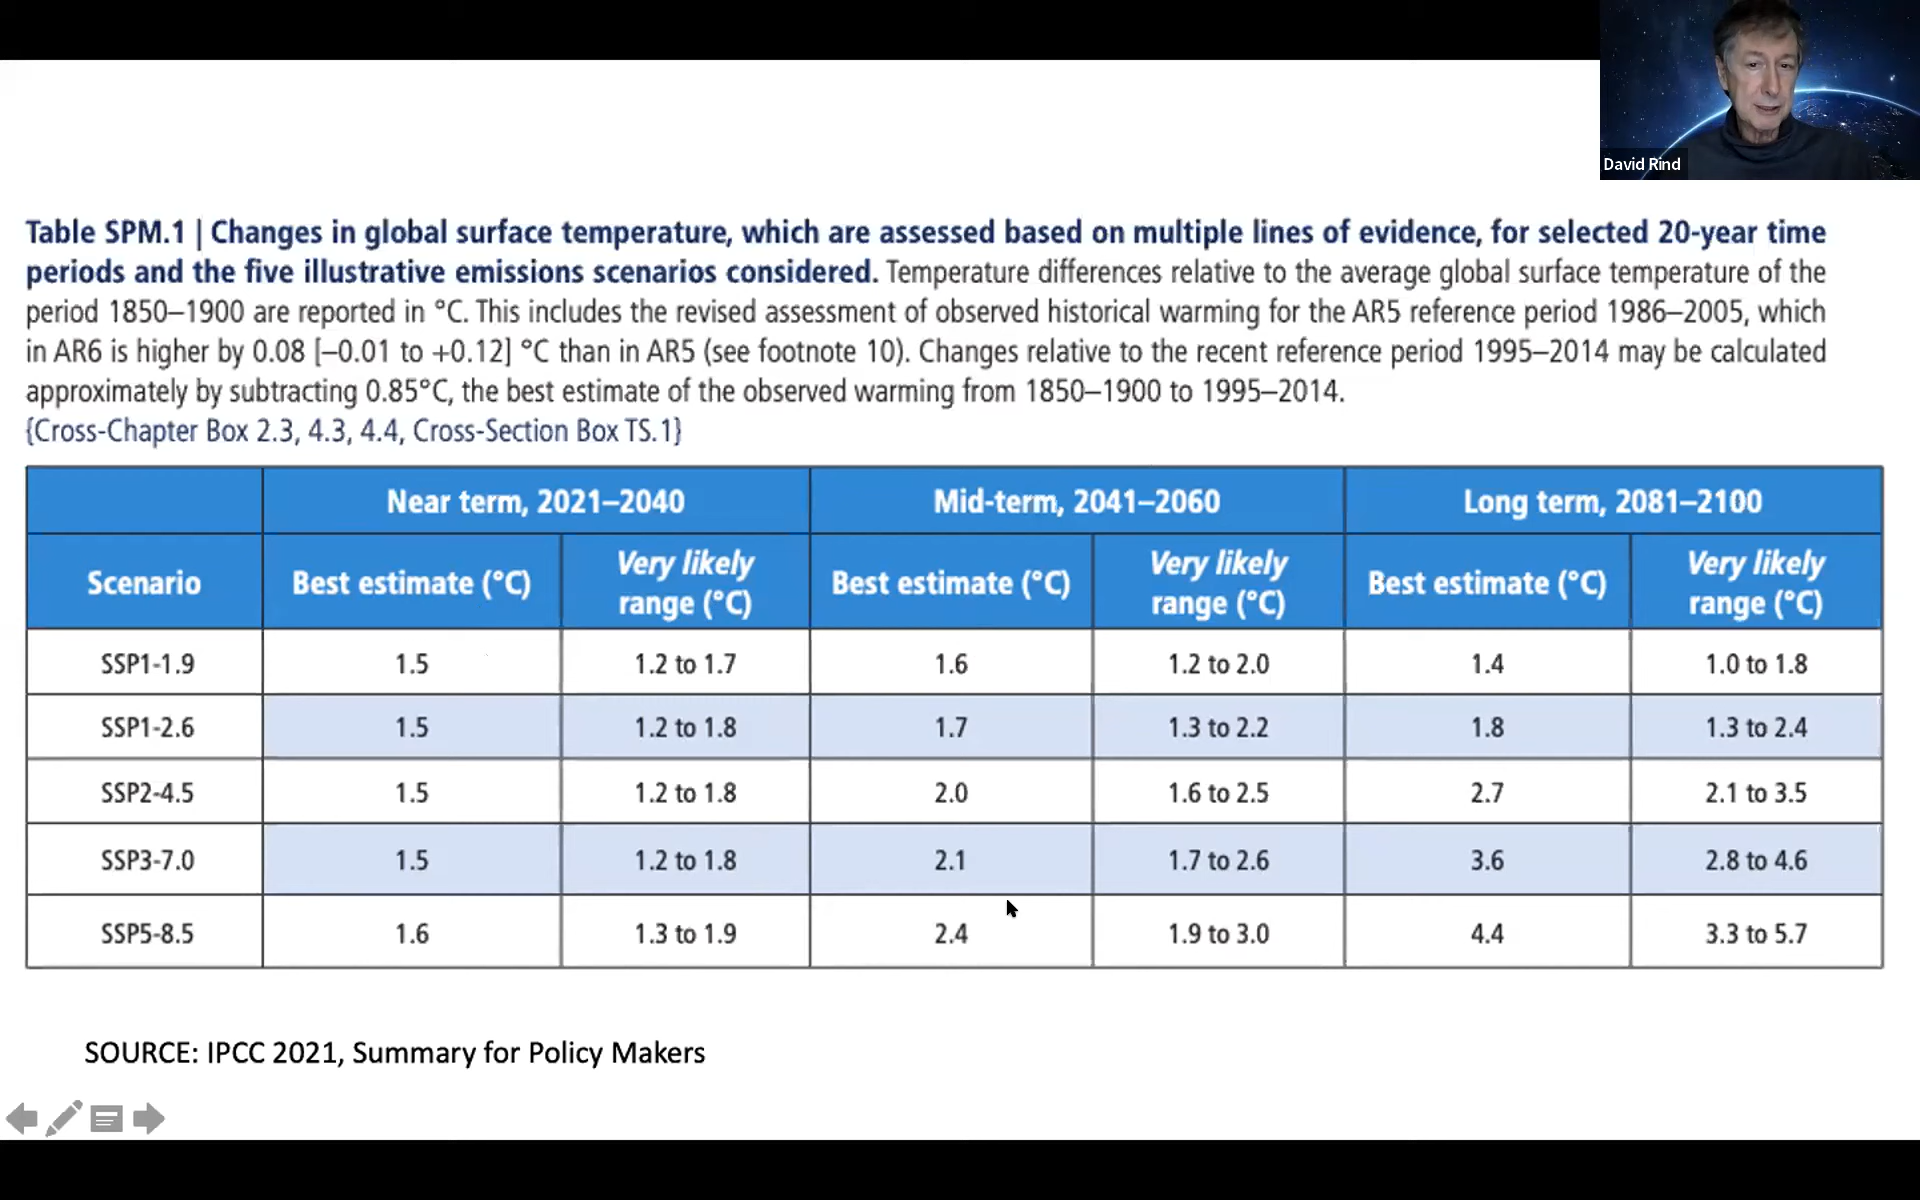 David Rind
Table SPM.1 | Changes in global surface temperature, which are assessed based on multiple lines of evidence, for selected 20-year time
periods and the five illustrative emissions scenarios considered. Temperature differences relative to the average global surface temperature of the
period 1850–1900 are reported in °C. This includes the revised assessment of observed historical warming for the AR5 reference period 1986–2005, which
in AR6 is higher by 0.08 [–0.01 to +0.12] °C than in AR5 (see footnote 10). Changes relative to the recent reference period 1995–2014 may be calculated
approximately by subtracting 0.85°C, the best estimate of the observed warming from 1850–1900 to 1995–2014.
{Cross-Chapter Box 2.3, 4.3, 4.4, Cross-Section Box TS.1}
Near term, 2021–2040 Mid-term, 2041–2060 Long term, 2081–2100
Scenario Best estimate (°C) Very likely range (°C) Best estimate (°C) Very likely range (°C) Best estimate (°C) Very likely range (°C)
SSP1-1.9 1.5 1.2 to 1.7 1.6 1.2 to 2.0 1.4 1.0 to 1.8
SSP1-2.6 1.5 1.2 to 1.8 1.7 1.3 to 2.2 1.8 1.3 to 2.4
SSP2-4.5 1.5 1.2 to 1.8 2.0 1.6 to 2.5 2.7 2.1 to 3.5
SSP3-7.0 1.5 1.2 to 1.8 2.1 1.7 to 2.6 3.6 2.8 to 4.6
SSP5-8.5 1.6 1.3 to 1.9 2.4 1.9 to 3.0 4.4 3.3 to 5.7
SOURCE: IPCC 2021, Summary for Policy Makers